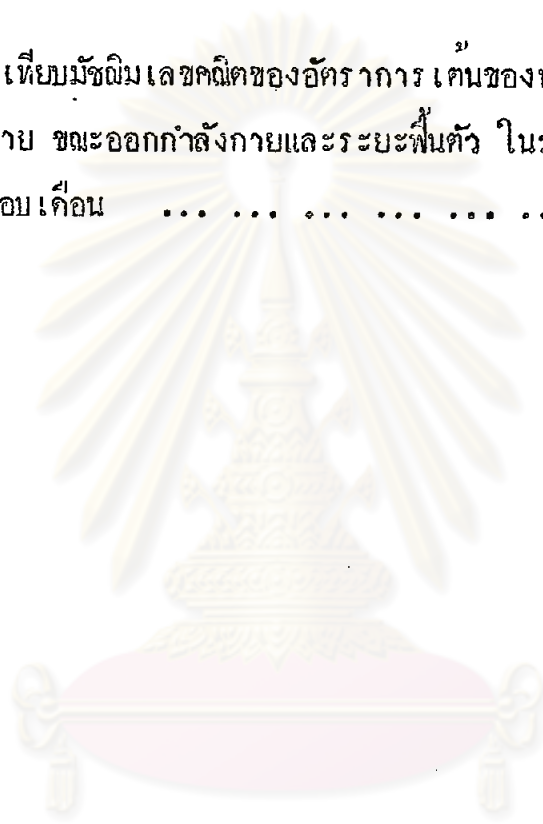 เทียบมัชฌิมเลขคณิตของอัตราการเต้นของ
าย ขณะออกกำลังกายและระยะฟื้นตัว ใน
อบเดือน ... ... ... ... ... ..